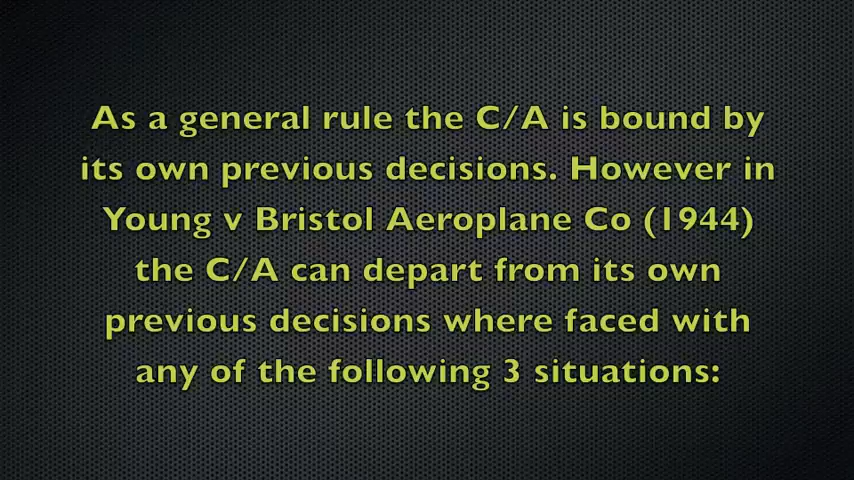 As a general rule the C/A is bound by
its own previous decisions. However in
Young v Bristol Aeroplane Co (1944)
the C/A can depart from its own
previous decisions where faced with
any of the following 3 situations: